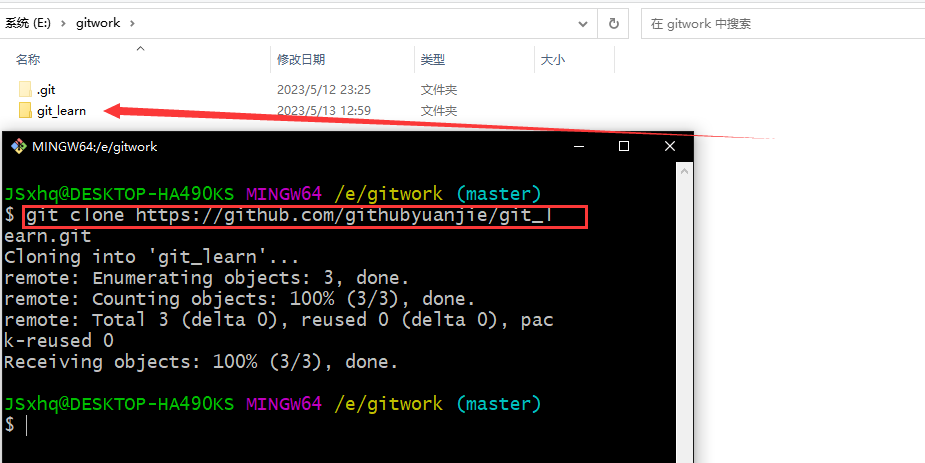 系统 (E:) > gitwork >
在 gitwork 中搜索
名称 修改日期 类型 大小
.git 2023/5/12 23:25 文件夹
git_learn 2023/5/13 12:59 文件夹
MINGW64:/e/gitwork
JSxhq@DESKTOP-HA490KS MINGW64 /e/gitwork (master)
$ git clone https://github.com/githubyuanjie/git_l
earn.git
Cloning into 'git_learn'...
remote: Enumerating objects: 3, done.
remote: Counting objects: 100% (3/3), done.
remote: Total 3 (delta 0), reused 0 (delta 0), pac
k-reused 0
Receiving objects: 100% (3/3), done.
JSxhq@DESKTOP-HA490KS MINGW64 /e/gitwork (master)
$